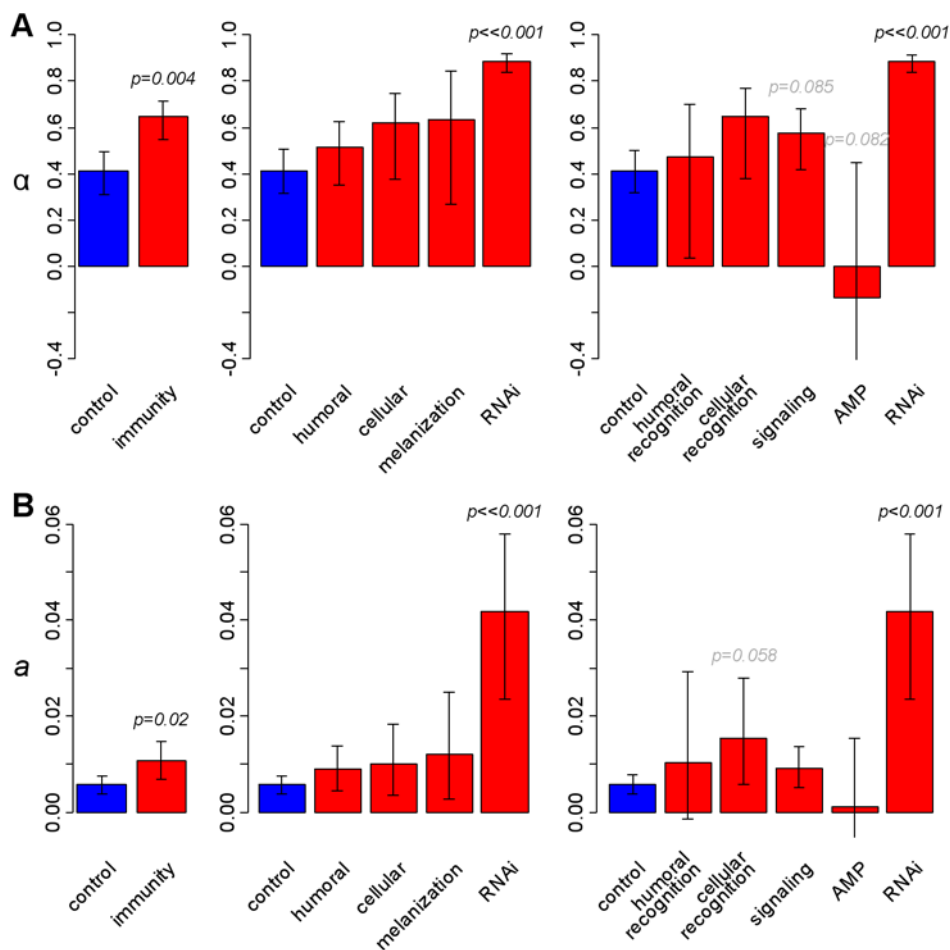 A
p=0.004
p<<0.001
p<<0.001
p=0.085
p=0.082
α
1.0
0.8
0.6
0.4
0.2
0.0
-0.4
control
immunity
1.0
0.8
0.6
0.4
0.2
0.0
-0.4
control
humoral
cellular
melanization
RNAi
1.0
0.8
0.6
0.4
0.2
0.0
-0.4
control
humoral
recognition
cellular
recognition
signaling
AMP
RNAi
B
p=0.02
p<<0.001
p=0.058
p<0.001
a
0.06
0.04
0.02
0.00
control
immunity
0.06
0.04
0.02
0.00
control
humoral
cellular
melanization
RNAi
0.06
0.04
0.02
0.00
control
humoral
recognition
cellular
recognition
signaling
AMP
RNAi